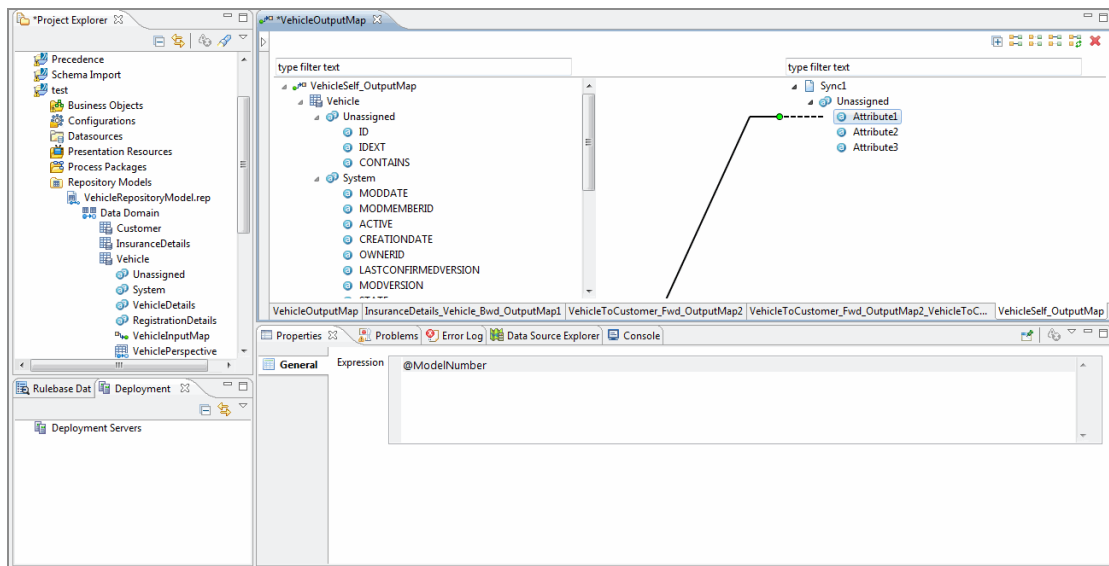 *Project Explorer
Precedence
Schema Import
test
Business Objects
Configurations
Datasources
Presentation Resources
Process Packages
Repository Models
VehicleRepositoryModel.rep
Data Domain
Customer
InsuranceDetails
Vehicle
Unassigned
System
VehicleDetails
RegistrationDetails
VehicleInputMap
VehiclePerspective
Rulebase Dat
Deployment
Deployment Servers
*VehicleOutputMap
type filter text
type filter text
VehicleSelf_OutputMap
Vehicle
Unassigned
ID
IDEXT
CONTAINS
System
MODDATE
MODMEMBERID
ACTIVE
CREATIONDATE
OWNERID
LASTCONFIRMEDVERSION
MODVERSION
Sync1
Unassigned
Attribute1
Attribute2
Attribute3
VehicleOutputMap InsuranceDetails_Vehicle_Bwd_OutputMap1 VehicleToCustomer_Fwd_OutputMap2 VehicleToCustomer_Fwd_OutputMap2_VehicleToC... VehicleSelf_OutputMap
Properties Problems Error Log Data Source Explorer Console
General
Expression
@ModelNumber